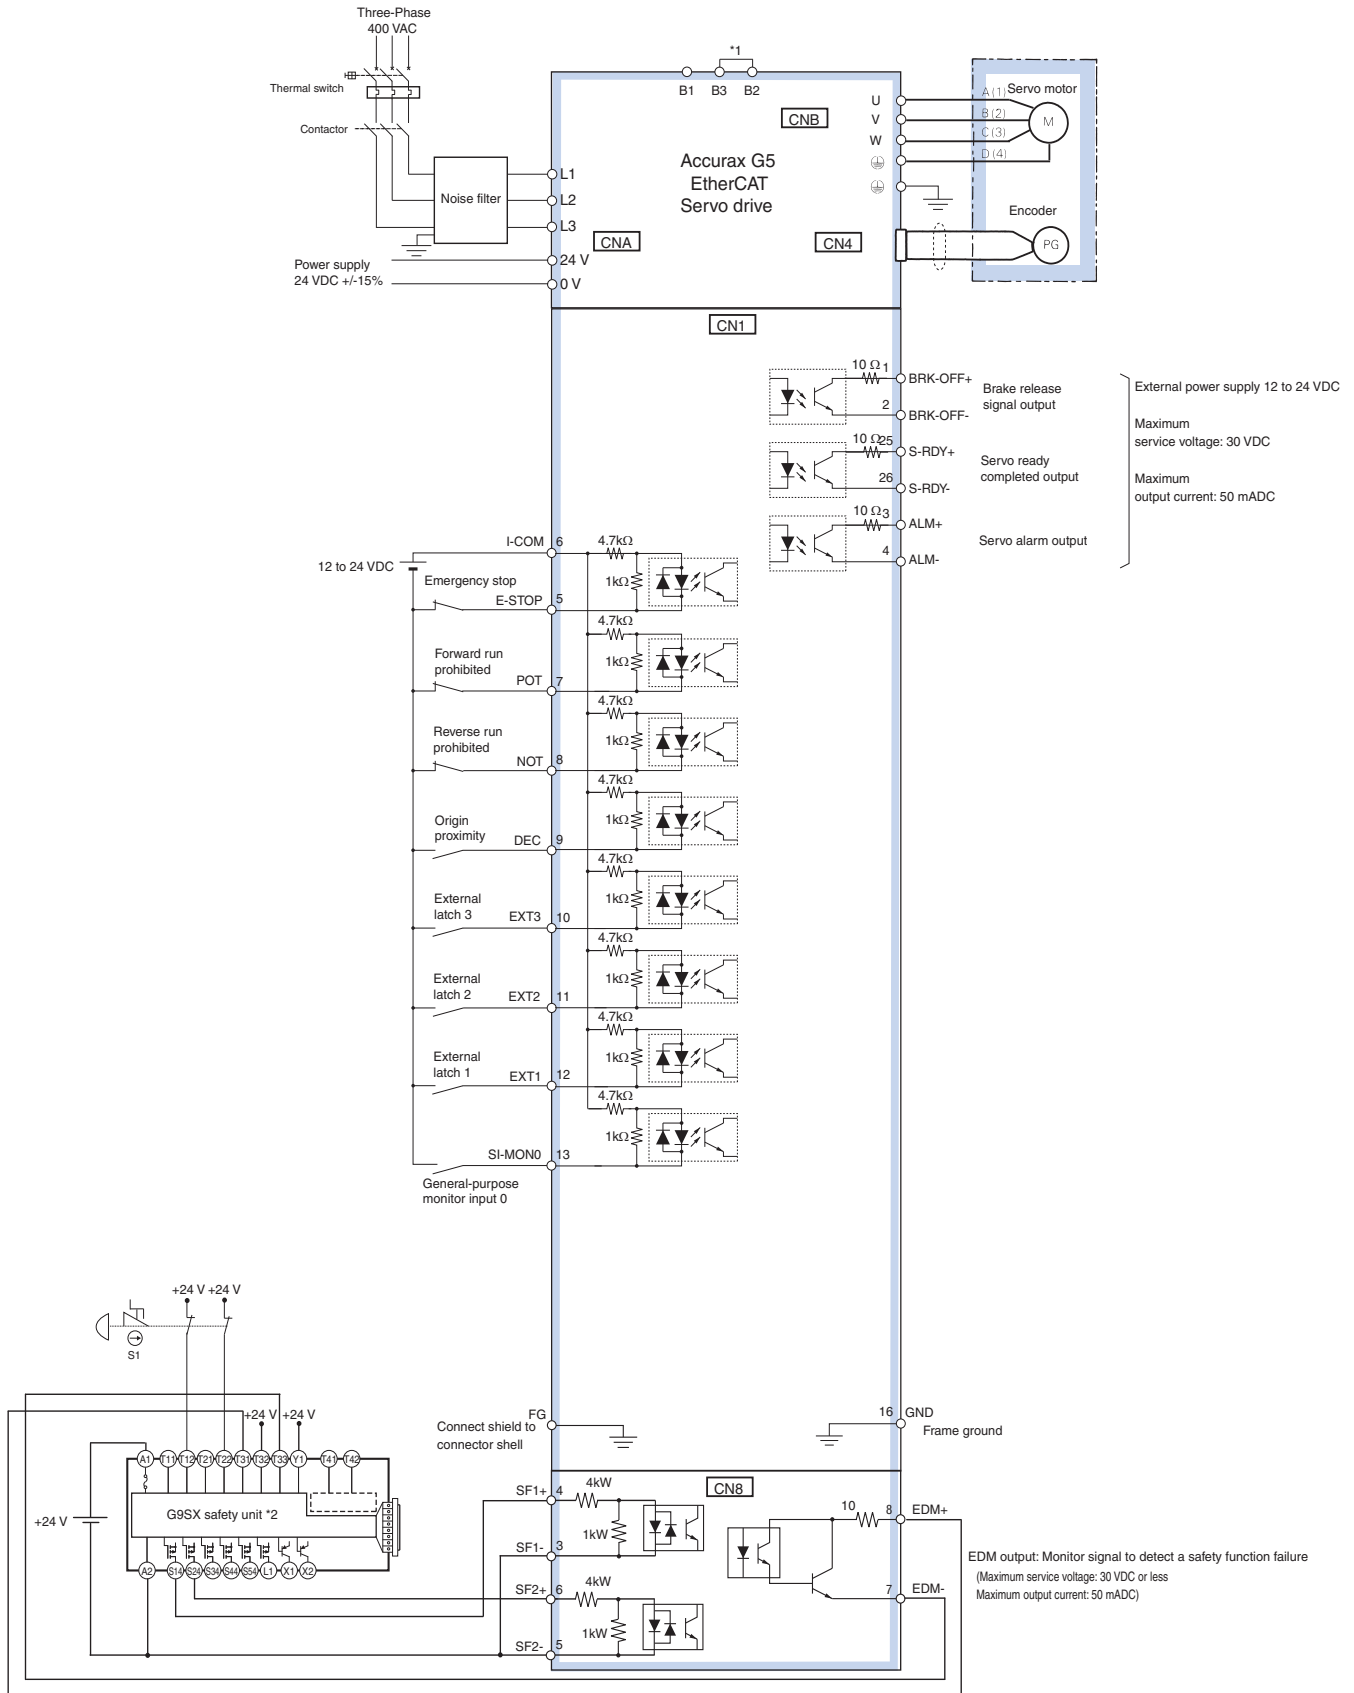 Three-Phase
400 VAC
Thermal switch
Contactor
Noise filter
L1
L2
L3
Power supply
24 VDC +/-15%
24 V
0 V
*1
B1 B3 B2
CNB
Accurax G5
EtherCAT
Servo drive
CNA
CN4
U
V
W
A (1)
B (2)
C (3)
D (4)
Servo motor
M
Encoder
PG
CN1
10 Ω 1
BRK-OFF+
2
BRK-OFF-
Brake release
signal output
10 Ω 25
S-RDY+
26
S-RDY-
Servo ready
completed output
10 Ω 3
ALM+
4
ALM-
Servo alarm output
External power supply 12 to 24 VDC
Maximum
service voltage: 30 VDC
Maximum
output current: 50 mADC
12 to 24 VDC
I-COM 6
4.7kΩ
1kΩ
Emergency stop
E-STOP 5
4.7kΩ
1kΩ
Forward run
prohibited
POT 7
4.7kΩ
1kΩ
Reverse run
prohibited
NOT 8
4.7kΩ
1kΩ
Origin
proximity
DEC 9
4.7kΩ
1kΩ
External
latch 3
EXT3 10
4.7kΩ
1kΩ
External
latch 2
EXT2 11
4.7kΩ
1kΩ
External
latch 1
EXT1 12
4.7kΩ
1kΩ
SI-MON0 13
General-purpose
monitor input 0
+24 V +24 V
S1
+24 V +24 V
FG
Connect shield to
connector shell
16 GND
Frame ground
A1 T11 T12 T21 T22 T31 T32 T33 Y1 T41 T42
G9SX safety unit *2
+24 V
A2 S14 S24 S34 S44 S54 L1 X1 X2
CN8
SF1+ 4
4kW
1kW
SF1- 3
SF2+ 6
4kW
1kW
SF2- 5
10
8 EDM+
7 EDM-
EDM output: Monitor signal to detect a safety function failure
(Maximum service voltage: 30 VDC or less
Maximum output current: 50 mADC)